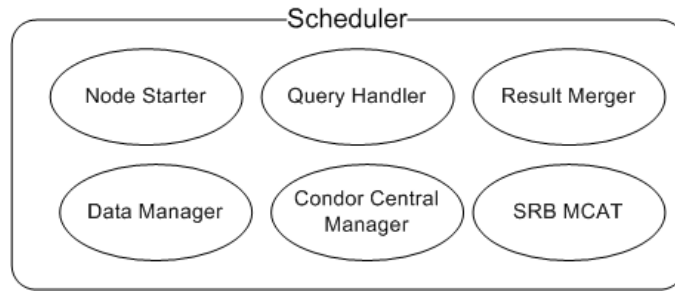 Scheduler
Node Starter
Query Handler
Result Merger
Data Manager
Condor Central
Manager
SRB MCAT